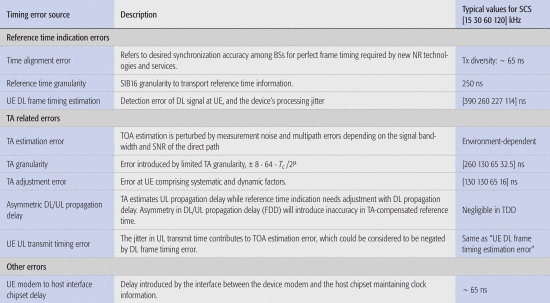 Timing error source
Description
Typical values for SCS
[15 30 60 120] kHz
Reference time indication errors
Time alignment error
Refers to desired synchronization accuracy among BSs for perfect frame timing required by new NR technol-
ogies and services.
Tx diversity: ~ 65 ns
Reference time granularity
SIB16 granularity to transport reference time information.
250 ns
UE DL frame timing estimation
Detection error of DL signal at UE, and the device's processing jitter
[390 260 227 114] ns
TA related errors
TA estimation error
TOA estimation is perturbed by measurement noise and multipath errors depending on the signal band-
width and SNR of the direct path
Environment-dependent
TA granularity
Error introduced by limited TA granularity, ± 8 · 64 · T_C /2^µ
[260 130 65 32.5] ns
TA adjustment error
Error at UE comprising systematic and dynamic factors.
[130 130 65 16] ns
Asymmetric DL/UL propagation
delay
TA estimates UL propagation delay while reference time indication needs adjustment with DL propagation
delay. Asymmetry in DL/UL propagation delay (FDD) will introduce inaccuracy in TA-compensated reference
time.
Negligible in TDD
UE UL transmit timing error
The jitter in UL transmit time contributes to TOA estimation error, which could be considered to be negated
by DL frame timing error.
Same as "UE DL frame
timing estimation error"
Other errors
UE modem to host interface
chipset delay
Delay introduced by the interface between the device modem and the host chipset maintaining clock
information.
~ 65 ns